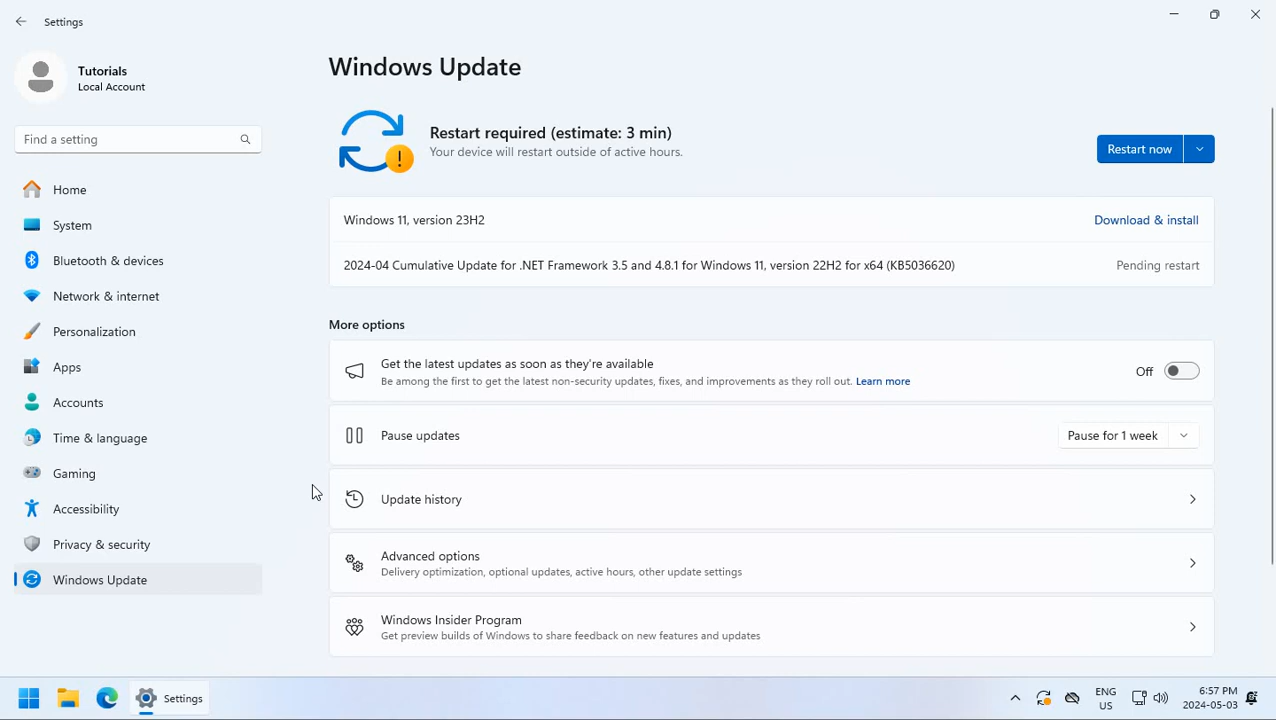 Settings
Tutorials
Local Account
Find a setting
Home
System
Bluetooth & devices
Network & internet
Personalization
Apps
Accounts
Time & language
Gaming
Accessibility
Privacy & security
Windows Update
Windows Update
Restart required (estimate: 3 min)
Your device will restart outside of active hours.
Restart now
Windows 11, version 23H2
Download & install
2024-04 Cumulative Update for .NET Framework 3.5 and 4.8.1 for Windows 11, version 22H2 for x64 (KB5036620)
Pending restart
More options
Get the latest updates as soon as they're available
Be among the first to get the latest non-security updates, fixes, and improvements as they roll out. Learn more
Off
Pause updates
Pause for 1 week
Update history
Advanced options
Delivery optimization, optional updates, active hours, other update settings
Windows Insider Program
Get preview builds of Windows to share feedback on new features and updates
Settings
ENG
US
6:57 PM
2024-05-03